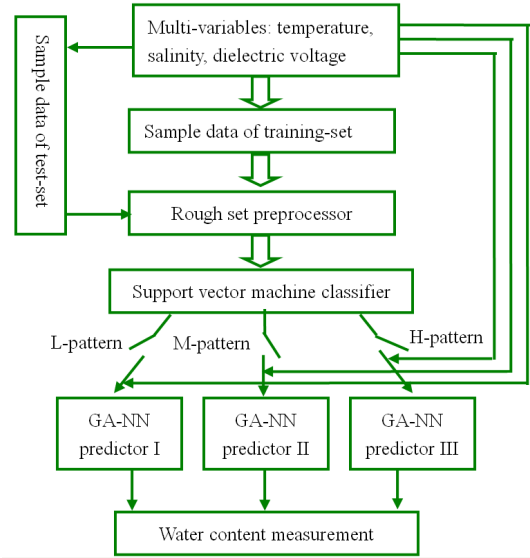 Multi-variables: temperature,
salinity, dielectric voltage
Sample data
of test-set
Sample data of training-set
Rough set preprocessor
Support vector machine classifier
L-pattern
M-pattern
H-pattern
GA-NN
predictor I
GA-NN
predictor II
GA-NN
predictor III
Water content measurement